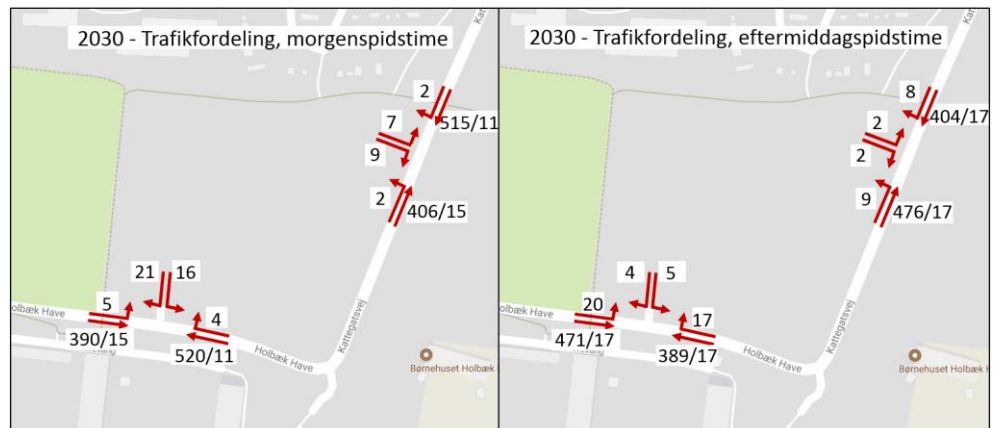 2030 - Trafikfordeling, morgenspidstime
2
515/11
7
9
2
406/15
21
16
5
4
390/15
520/11
Holbæk Have
Holbæk Have
Kattegatsvej
Børnehuset Holbæk H
2030 - Trafikfordeling, eftermiddagspidstime
8
404/17
2
2
9
476/17
4
5
20
17
471/17
389/17
Holbæk Have
Holbæk Have
Kattegatsvej
Børnehuset Holbæk